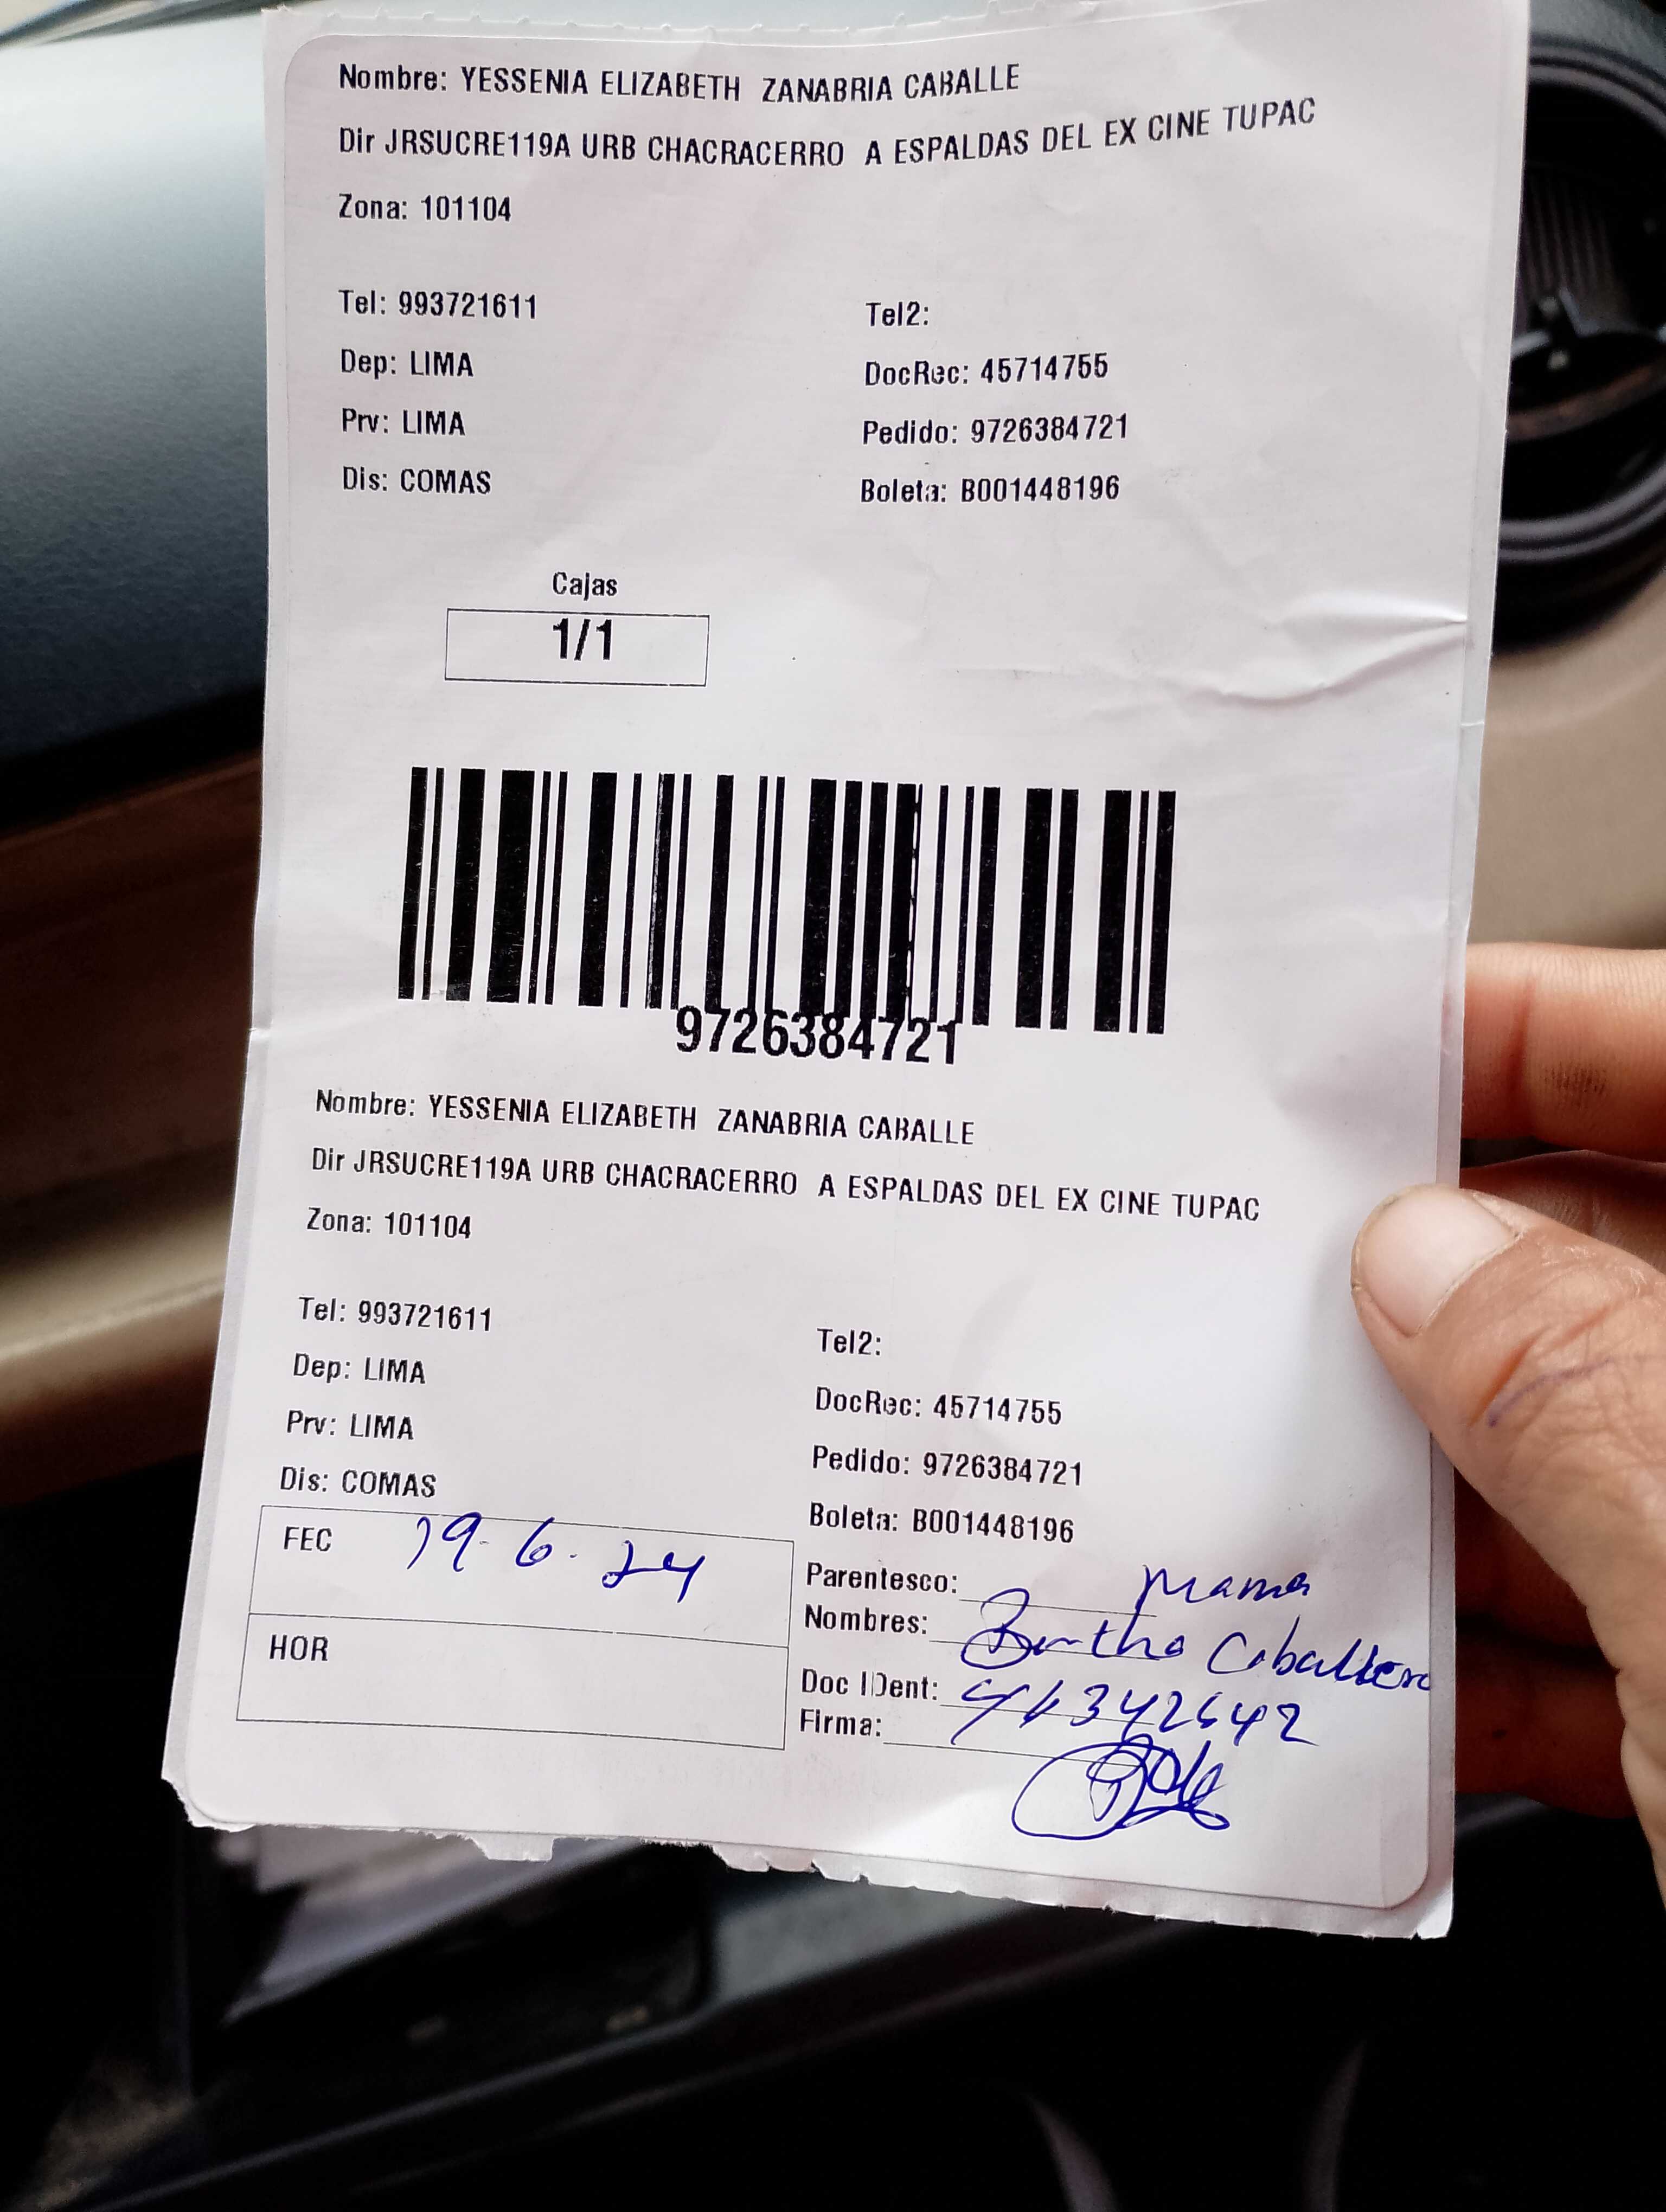 Nombre: YESSENIA ELIZABETH ZANABRIA CABALLE
Dir JRSUCRE119A URB CHACRACERRO A ESPALDAS DEL EX CINE TUPAC
Zona: 101104
Tel: 993721611 Tel2:
Dep: LIMA DocRec: 45714755
Prv: LIMA Pedido: 9726384721
Dis: COMAS Boleta: B001448196
Cajas
1/1
9726384721
Nombre: YESSENIA ELIZABETH ZANABRIA CABALLE
Dir JRSUCRE119A URB CHACRACERRO A ESPALDAS DEL EX CINE TUPAC
Zona: 101104
Tel: 993721611 Tel2:
Dep: LIMA DocRec: 45714755
Prv: LIMA Pedido: 9726384721
Dis: COMAS Boleta: B001448196
FEC 19-6-24
Parentesco: Mama
Nombres: Bertha Caballero
HOR
Doc IDent:
Firma: